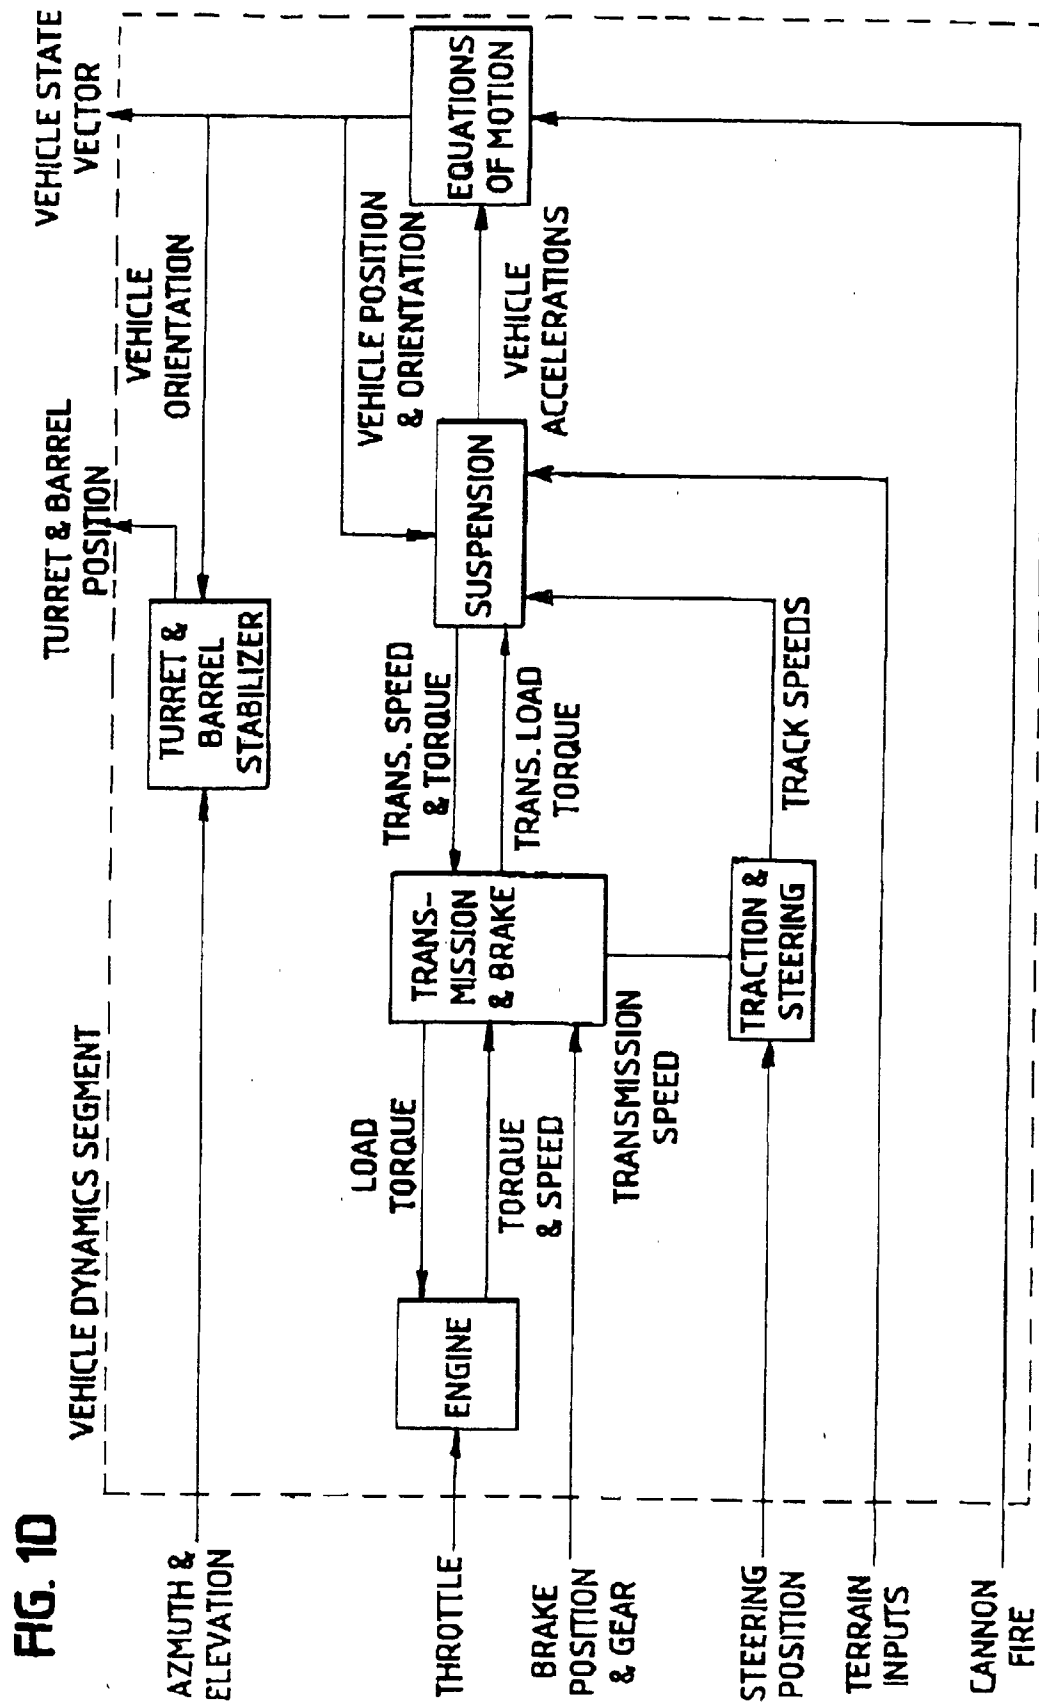 FIG. 1D
VEHICLE DYNAMICS SEGMENT
TURRET & BARREL
POSITION
VEHICLE STATE
VECTOR
VEHICLE
ORIENTATION
AZMUTH &
ELEVATION
TURRET &
BARREL
STABILIZER
THROTTLE
ENGINE
LOAD
TORQUE
TORQUE
& SPEED
TRANS-
MISSION
& BRAKE
TRANS. SPEED
& TORQUE
TRANS. LOAD
TORQUE
SUSPENSION
VEHICLE POSITION
& ORIENTATION
VEHICLE
ACCELERATIONS
EQUATIONS
OF MOTION
BRAKE
POSITION
& GEAR
TRANSMISSION
SPEED
STEERING
POSITION
TRACTION &
STEERING
TRACK SPEEDS
TERRAIN
INPUTS
CANNON
FIRE